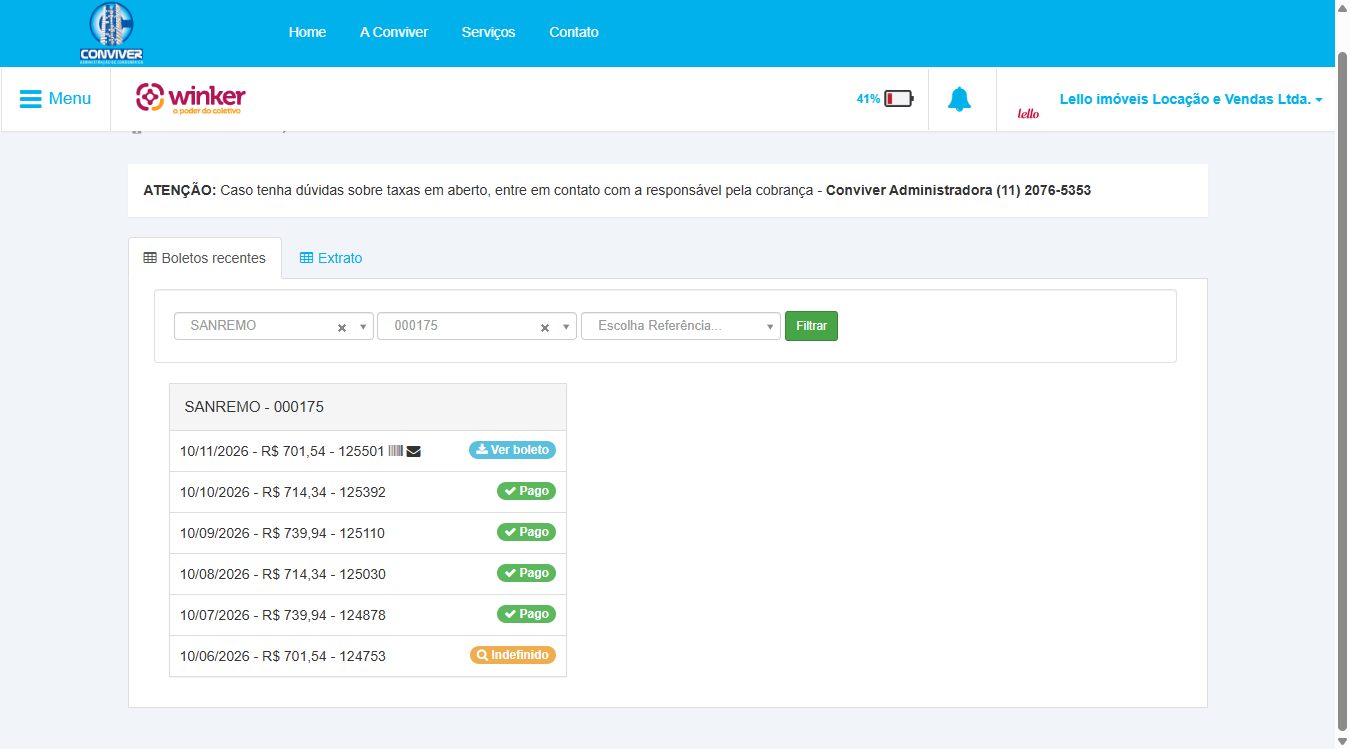 CONVIVER
Home A Conviver Serviços Contato
Menu
winker
o poder do coletivo
41%
lello
Lello imóveis Locação e Vendas Ltda.
ATENÇÃO: Caso tenha dúvidas sobre taxas em aberto, entre em contato com a responsável pela cobrança - Conviver Administradora (11) 2076-5353
Boletos recentes Extrato
SANREMO × 000175 × Escolha Referência... Filtrar
SANREMO - 000175
10/11/2026 - R$ 701,54 - 125501 Ver boleto
10/10/2026 - R$ 714,34 - 125392 Pago
10/09/2026 - R$ 739,94 - 125110 Pago
10/08/2026 - R$ 714,34 - 125030 Pago
10/07/2026 - R$ 739,94 - 124878 Pago
10/06/2026 - R$ 701,54 - 124753 Indefinido